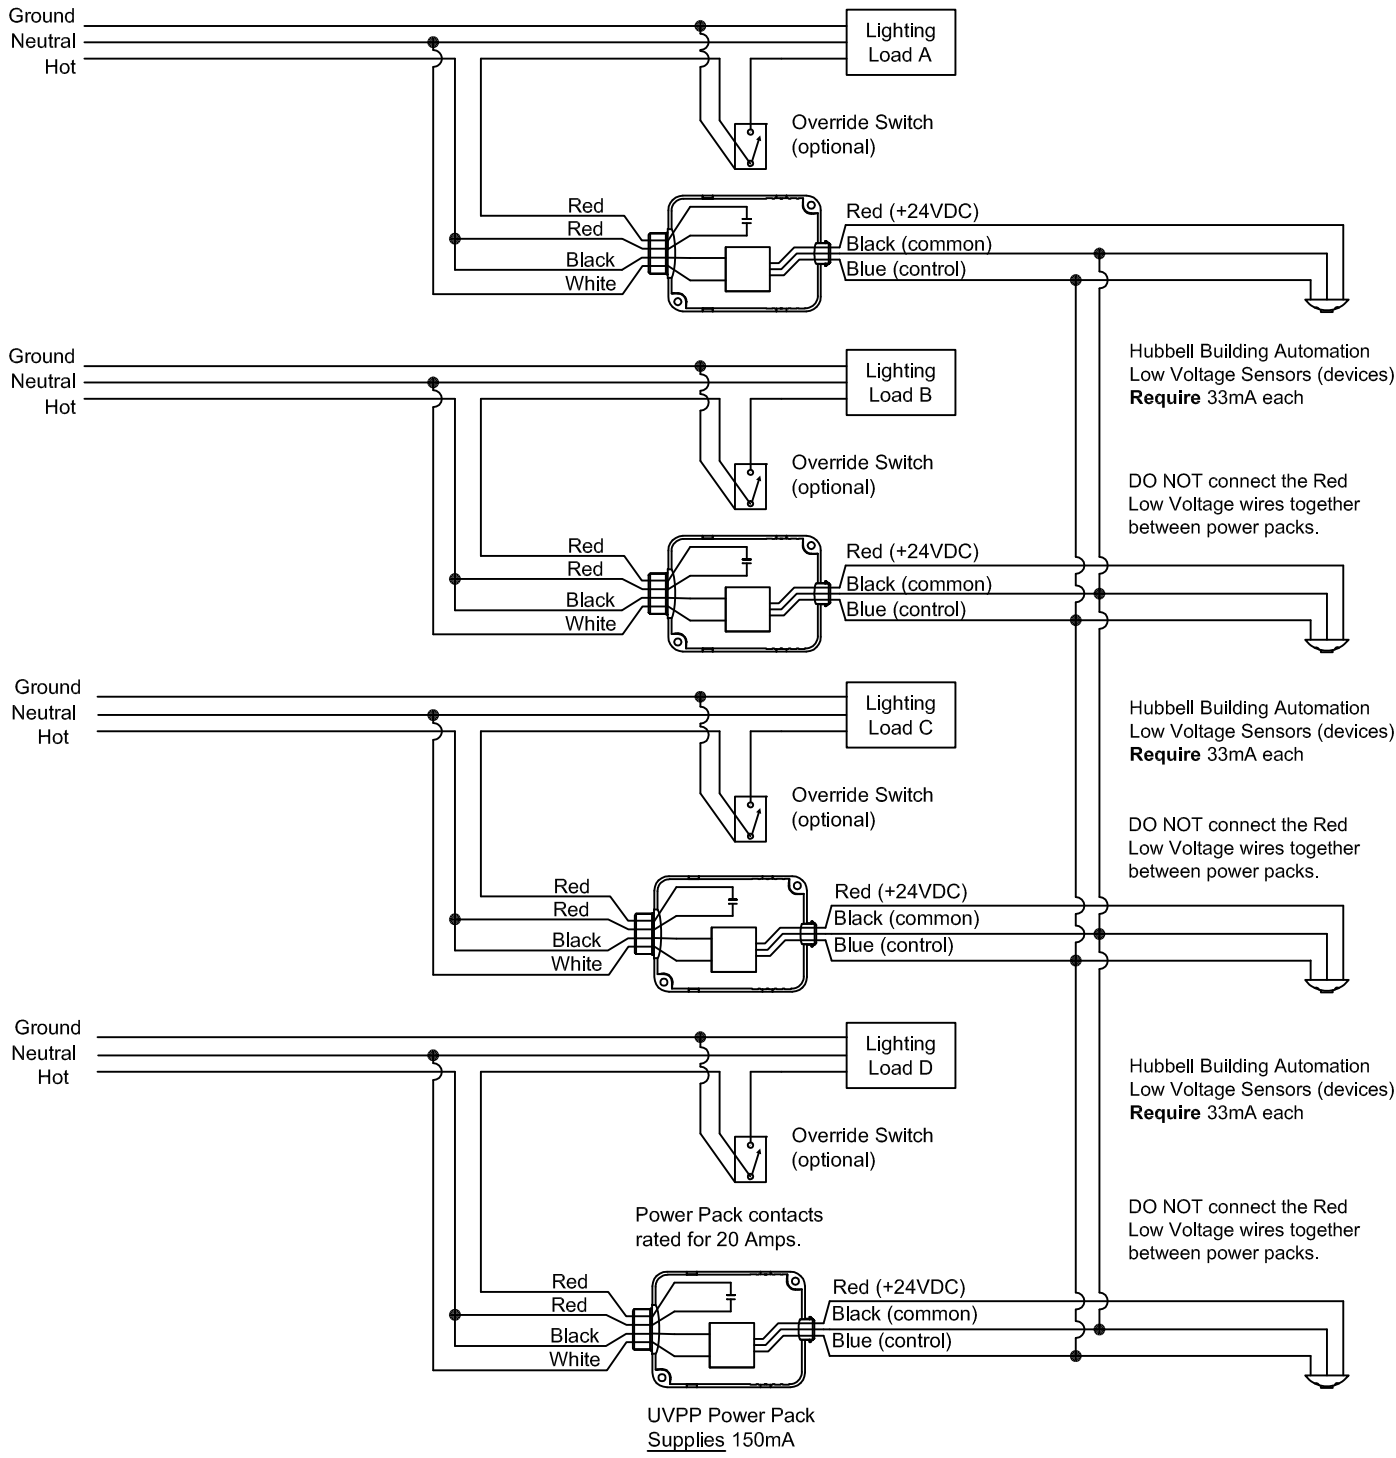 Ground
Neutral
Hot
Lighting
Load A
Override Switch
(optional)
Red
Red
Black
White
Red (+24VDC)
Black (common)
Blue (control)
Ground
Neutral
Hot
Lighting
Load B
Hubbell Building Automation
Low Voltage Sensors (devices)
Require 33mA each
Override Switch
(optional)
DO NOT connect the Red
Low Voltage wires together
between power packs.
Red
Red
Black
White
Red (+24VDC)
Black (common)
Blue (control)
Ground
Neutral
Hot
Lighting
Load C
Hubbell Building Automation
Low Voltage Sensors (devices)
Require 33mA each
Override Switch
(optional)
DO NOT connect the Red
Low Voltage wires together
between power packs.
Red
Red
Black
White
Red (+24VDC)
Black (common)
Blue (control)
Ground
Neutral
Hot
Lighting
Load D
Hubbell Building Automation
Low Voltage Sensors (devices)
Require 33mA each
Override Switch
(optional)
Power Pack contacts
rated for 20 Amps.
DO NOT connect the Red
Low Voltage wires together
between power packs.
Red
Red
Black
White
Red (+24VDC)
Black (common)
Blue (control)
UVPP Power Pack
Supplies 150mA